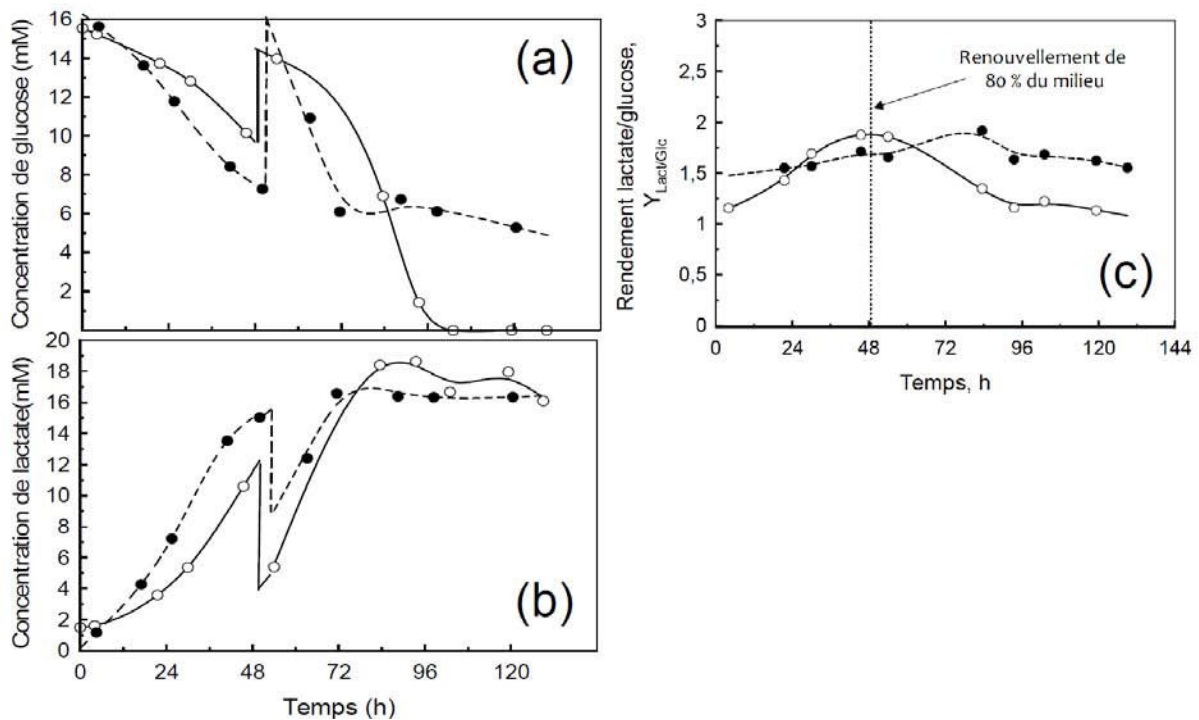 Concentration de glucose (mM)
16
14
12
10
8
6
4
2
(a)
Concentration de lactate(mM)
20
18
16
14
12
10
8
6
4
2
0
(b)
0 24 48 72 96 120
Temps (h)
Rendement lactate/glucose,
Y Lact/Glc
3
2,5
2
1,5
1
0,5
0
Renouvellement de
80 % du milieu
(c)
0 24 48 72 96 120 144
Temps, h